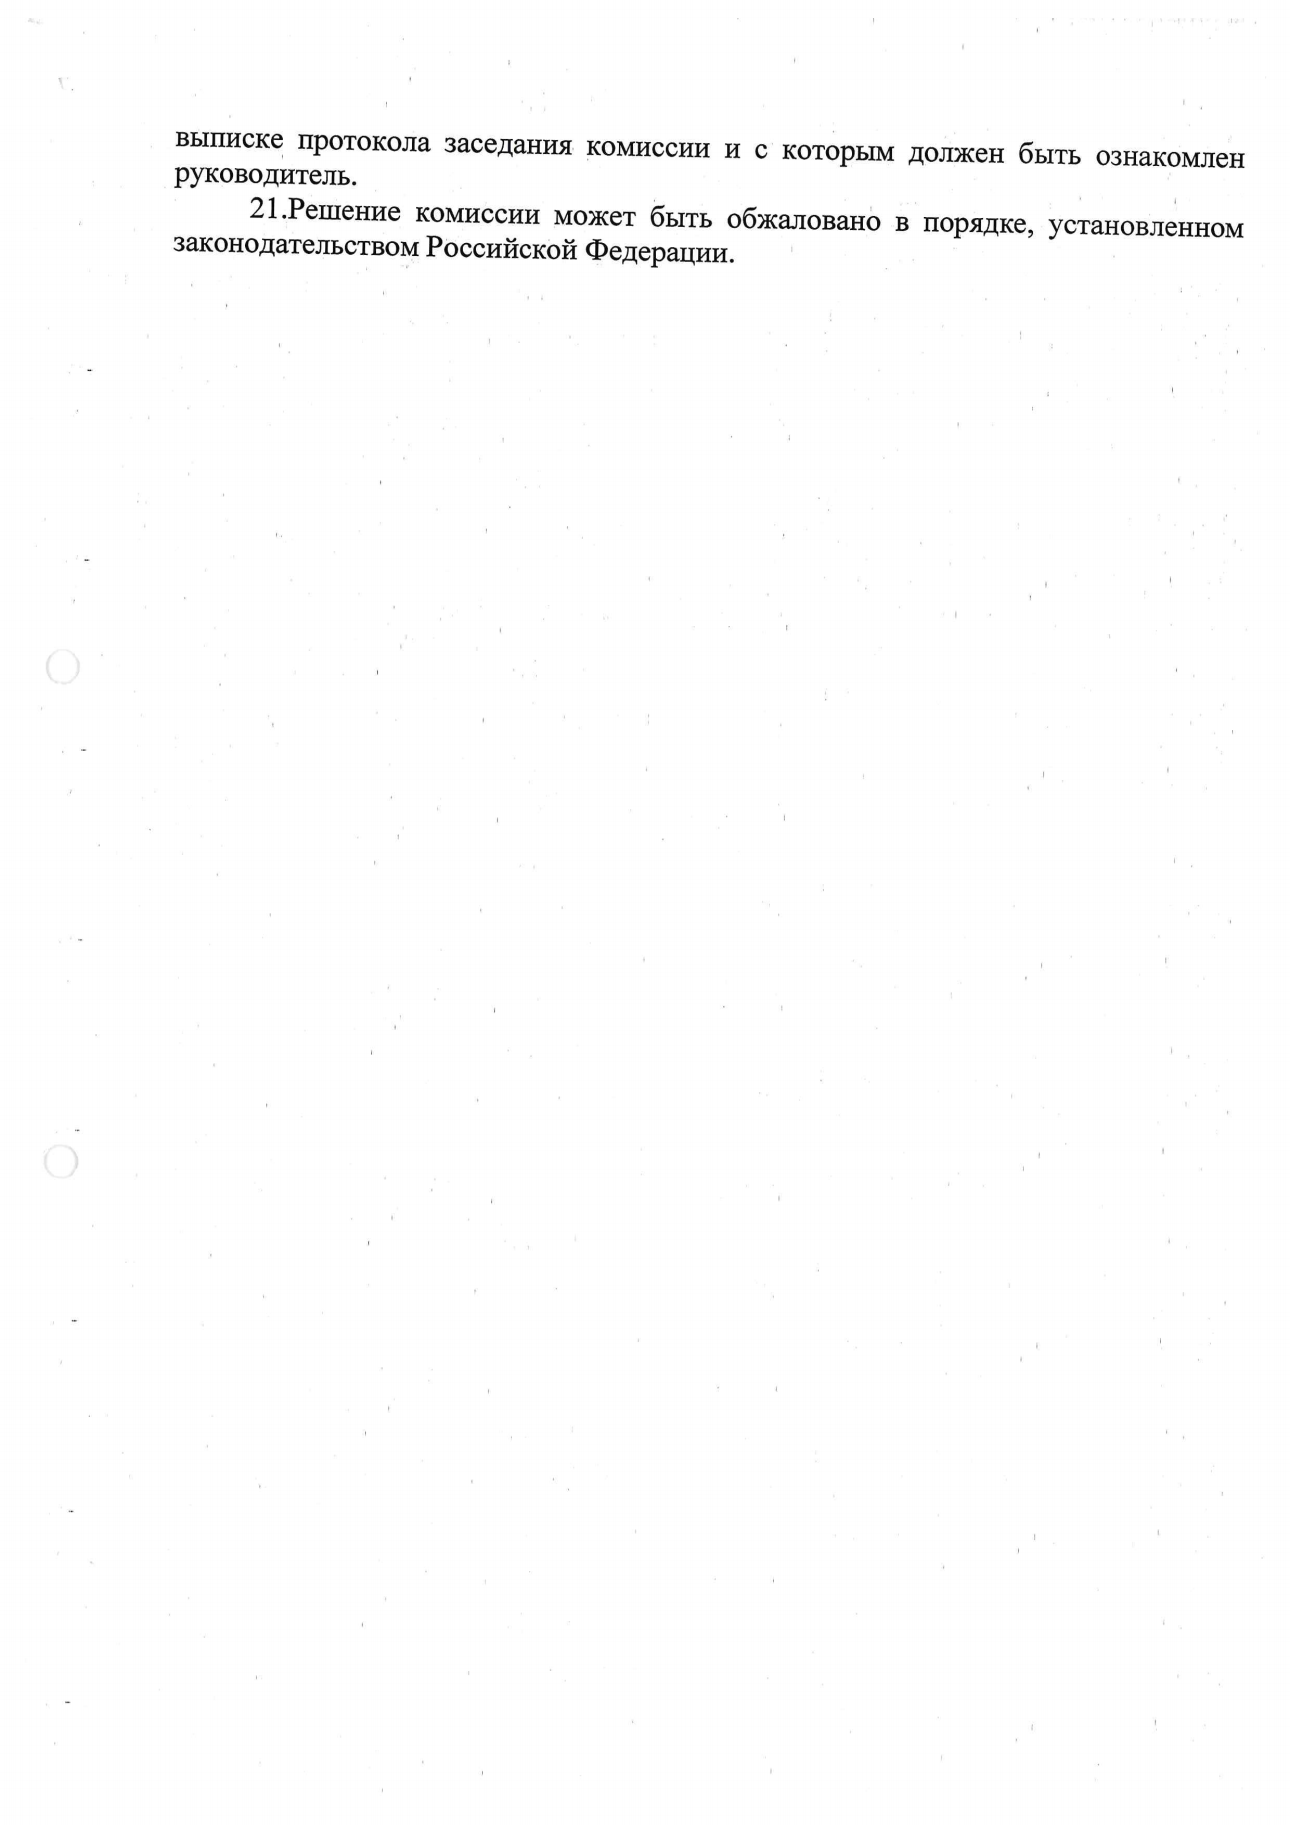 выписке протокола заседания комиссии и с которым должен быть ознакомлен
руководитель.
21.Решение комиссии может быть обжаловано в порядке, установленном
законодательством Российской Федерации.